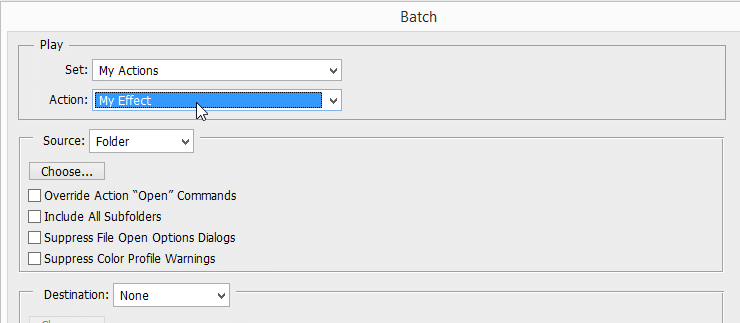 Batch
Play
Set: My Actions
Action: My Effect
Source: Folder
Choose...
Override Action “Open” Commands
Include All Subfolders
Suppress File Open Options Dialogs
Suppress Color Profile Warnings
Destination: None